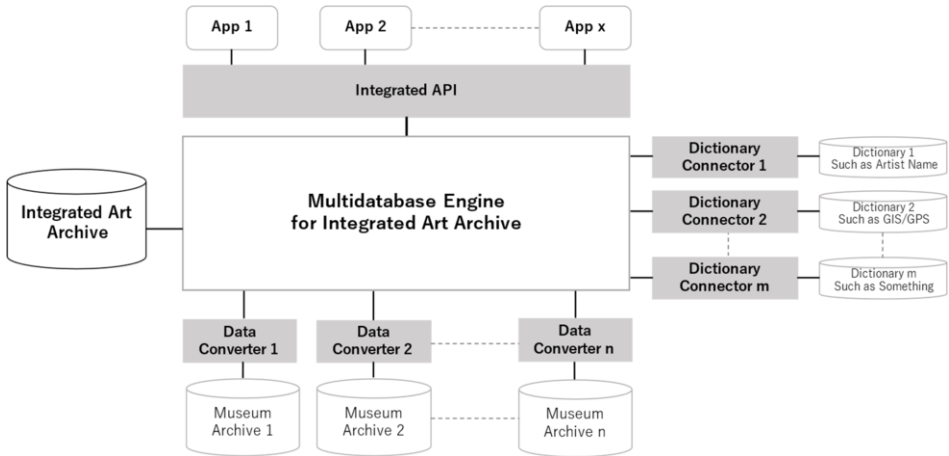 App 1
App 2
App x
Integrated API
Multidatabase Engine
for Integrated Art Archive
Integrated Art
Archive
Dictionary
Connector 1
Dictionary 1
Such as Artist Name
Dictionary
Connector 2
Dictionary 2
Such as GIS/GPS
Dictionary
Connector m
Dictionary m
Such as Something
Data
Converter 1
Data
Converter 2
Data
Converter n
Museum
Archive 1
Museum
Archive 2
Museum
Archive n